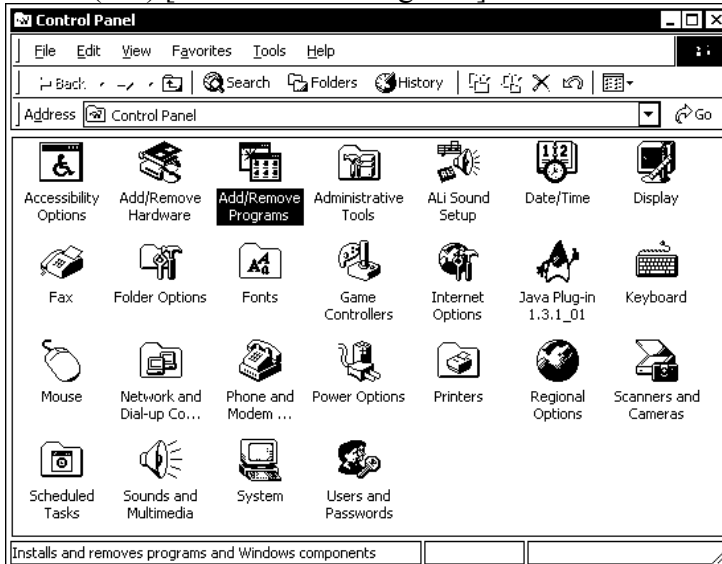 Control Panel
File Edit View Favorites Tools Help
Back Search Folders History
Address Control Panel Go
Accessibility Options
Add/Remove Hardware
Add/Remove Programs
Administrative Tools
ALi Sound Setup
Date/Time
Display
Fax
Folder Options
Fonts
Game Controllers
Internet Options
Java Plug-in 1.3.1_01
Keyboard
Mouse
Network and Dial-up Co...
Phone and Modem ...
Power Options
Printers
Regional Options
Scanners and Cameras
Scheduled Tasks
Sounds and Multimedia
System
Users and Passwords
Installs and removes programs and Windows components